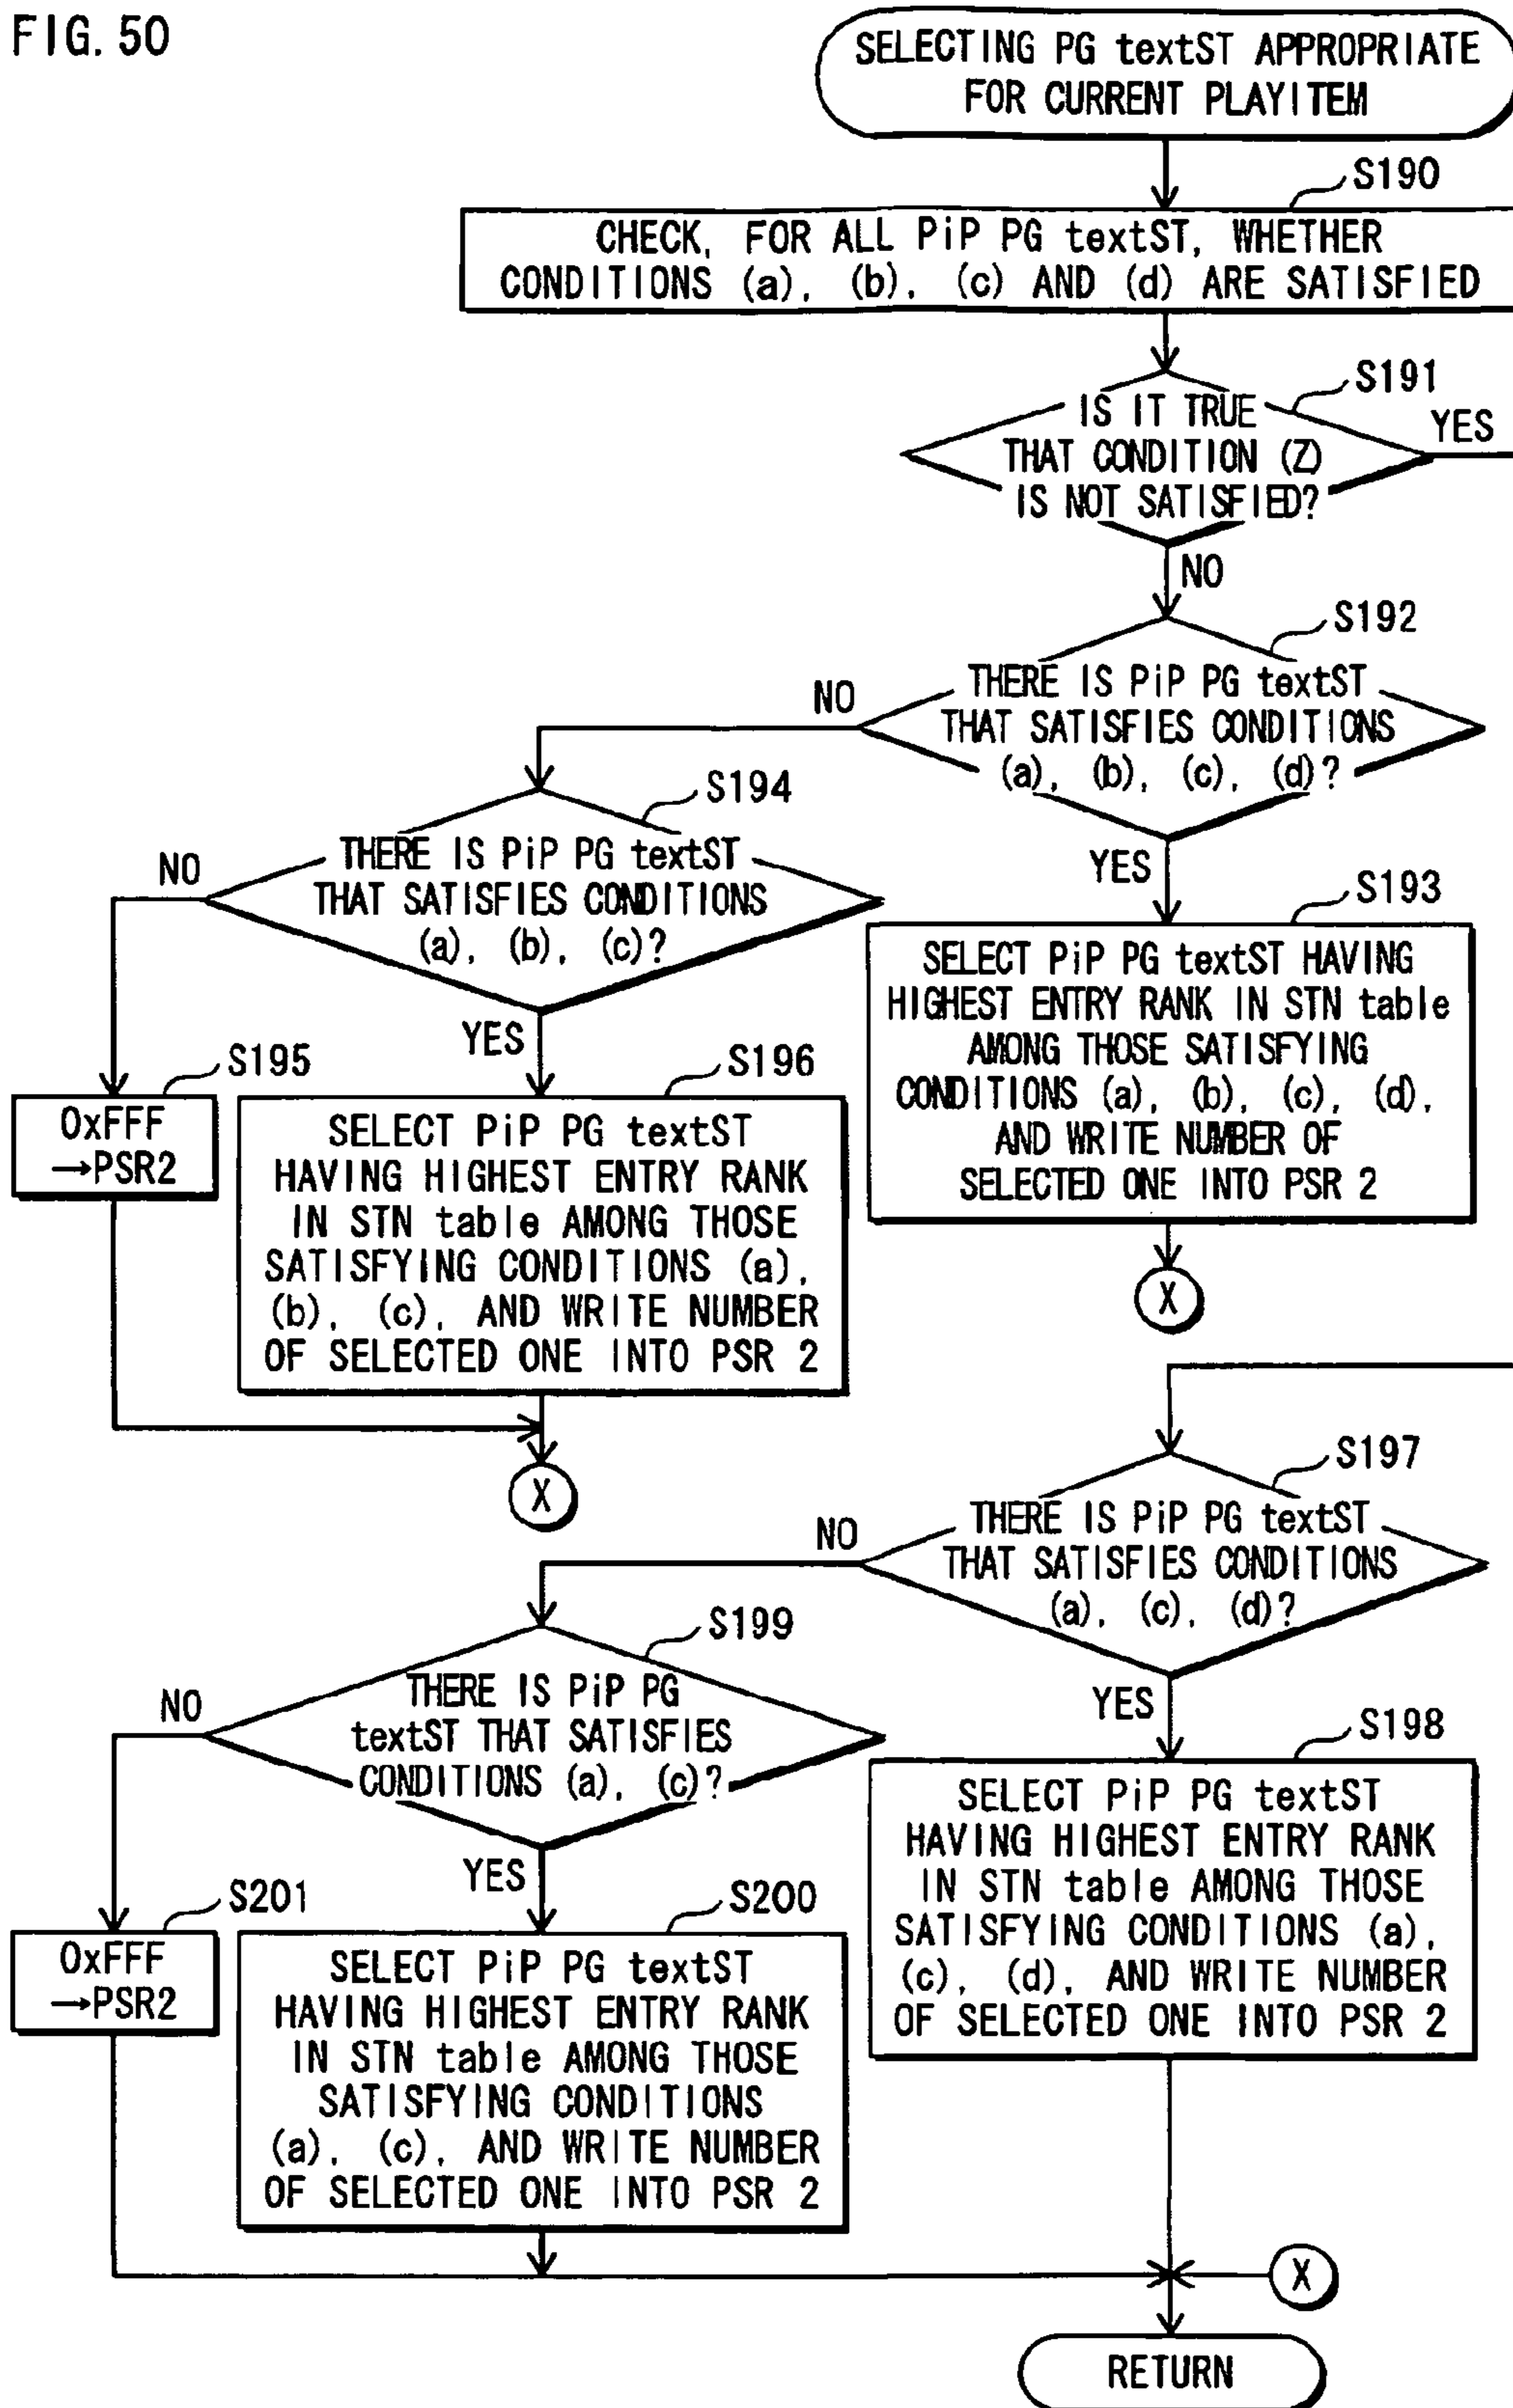 FIG. 50
SELECTING PG textST APPROPRIATE
FOR CURRENT PLAYITEM
S190
CHECK, FOR ALL PiP PG textST, WHETHER
CONDITIONS (a), (b), (c) AND (d) ARE SATISFIED
S191
IS IT TRUE
THAT CONDITION (Z)
IS NOT SATISFIED?
YES
NO
S192
THERE IS PiP PG textST
THAT SATISFIES CONDITIONS
(a), (b), (c), (d)?
NO
YES
S194
THERE IS PiP PG textST
THAT SATISFIES CONDITIONS
(a), (b), (c)?
NO
YES
S193
SELECT PiP PG textST HAVING
HIGHEST ENTRY RANK IN STN table
AMONG THOSE SATISFYING
CONDITIONS (a), (b), (c), (d),
AND WRITE NUMBER OF
SELECTED ONE INTO PSR 2
X
S195
0xFFF
→PSR2
S196
SELECT PiP PG textST
HAVING HIGHEST ENTRY RANK
IN STN table AMONG THOSE
SATISFYING CONDITIONS (a),
(b), (c), AND WRITE NUMBER
OF SELECTED ONE INTO PSR 2
X
S197
THERE IS PiP PG textST
THAT SATISFIES CONDITIONS
(a), (c), (d)?
NO
YES
S199
THERE IS PiP PG
textST THAT SATISFIES
CONDITIONS (a), (c)?
NO
YES
S198
SELECT PiP PG textST
HAVING HIGHEST ENTRY RANK
IN STN table AMONG THOSE
SATISFYING CONDITIONS (a),
(c), (d), AND WRITE NUMBER
OF SELECTED ONE INTO PSR 2
S201
0xFFF
→PSR2
S200
SELECT PiP PG textST
HAVING HIGHEST ENTRY RANK
IN STN table AMONG THOSE
SATISFYING CONDITIONS
(a), (c), AND WRITE NUMBER
OF SELECTED ONE INTO PSR 2
X
RETURN